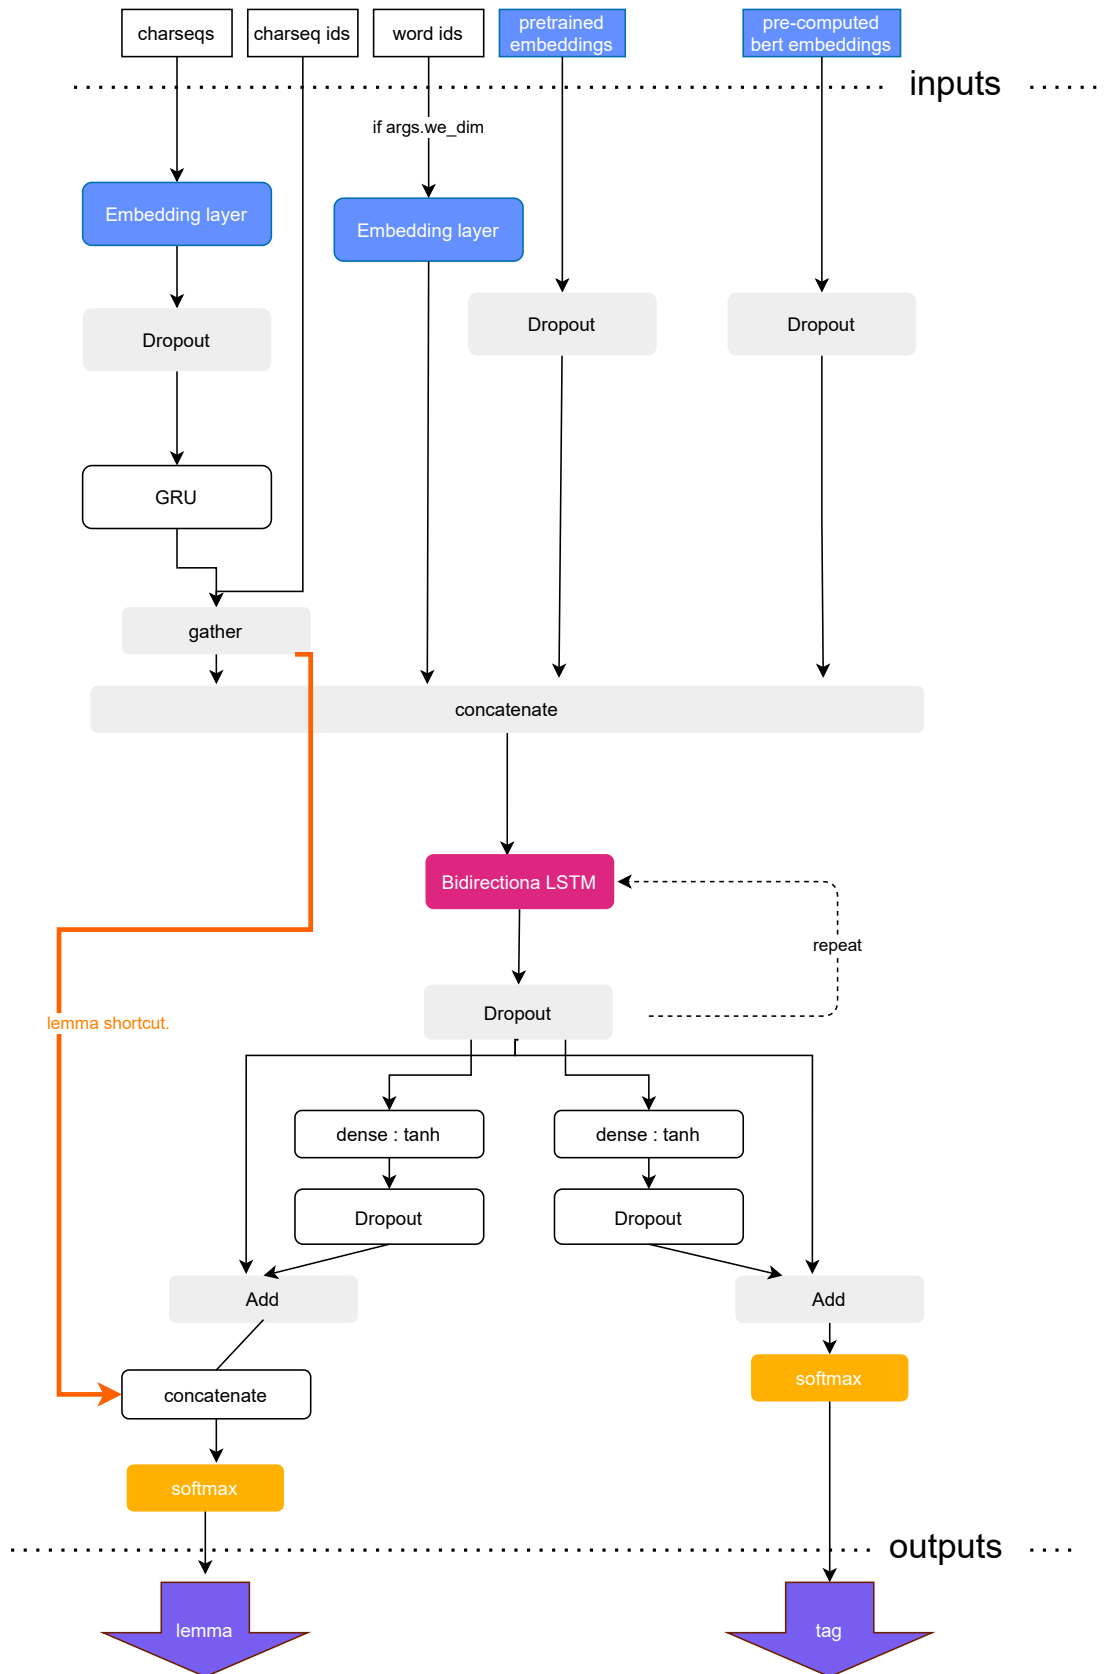 charseqs
charseq ids
word ids
pretrained
embeddings
pre-computed
bert embeddings
inputs
if args.we_dim
Embedding layer
Embedding layer
Dropout
Dropout
Dropout
GRU
gather
concatenate
Bidirectiona LSTM
repeat
Dropout
lemma shortcut.
dense : tanh
dense : tanh
Dropout
Dropout
Add
Add
softmax
concatenate
softmax
outputs
lemma
tag